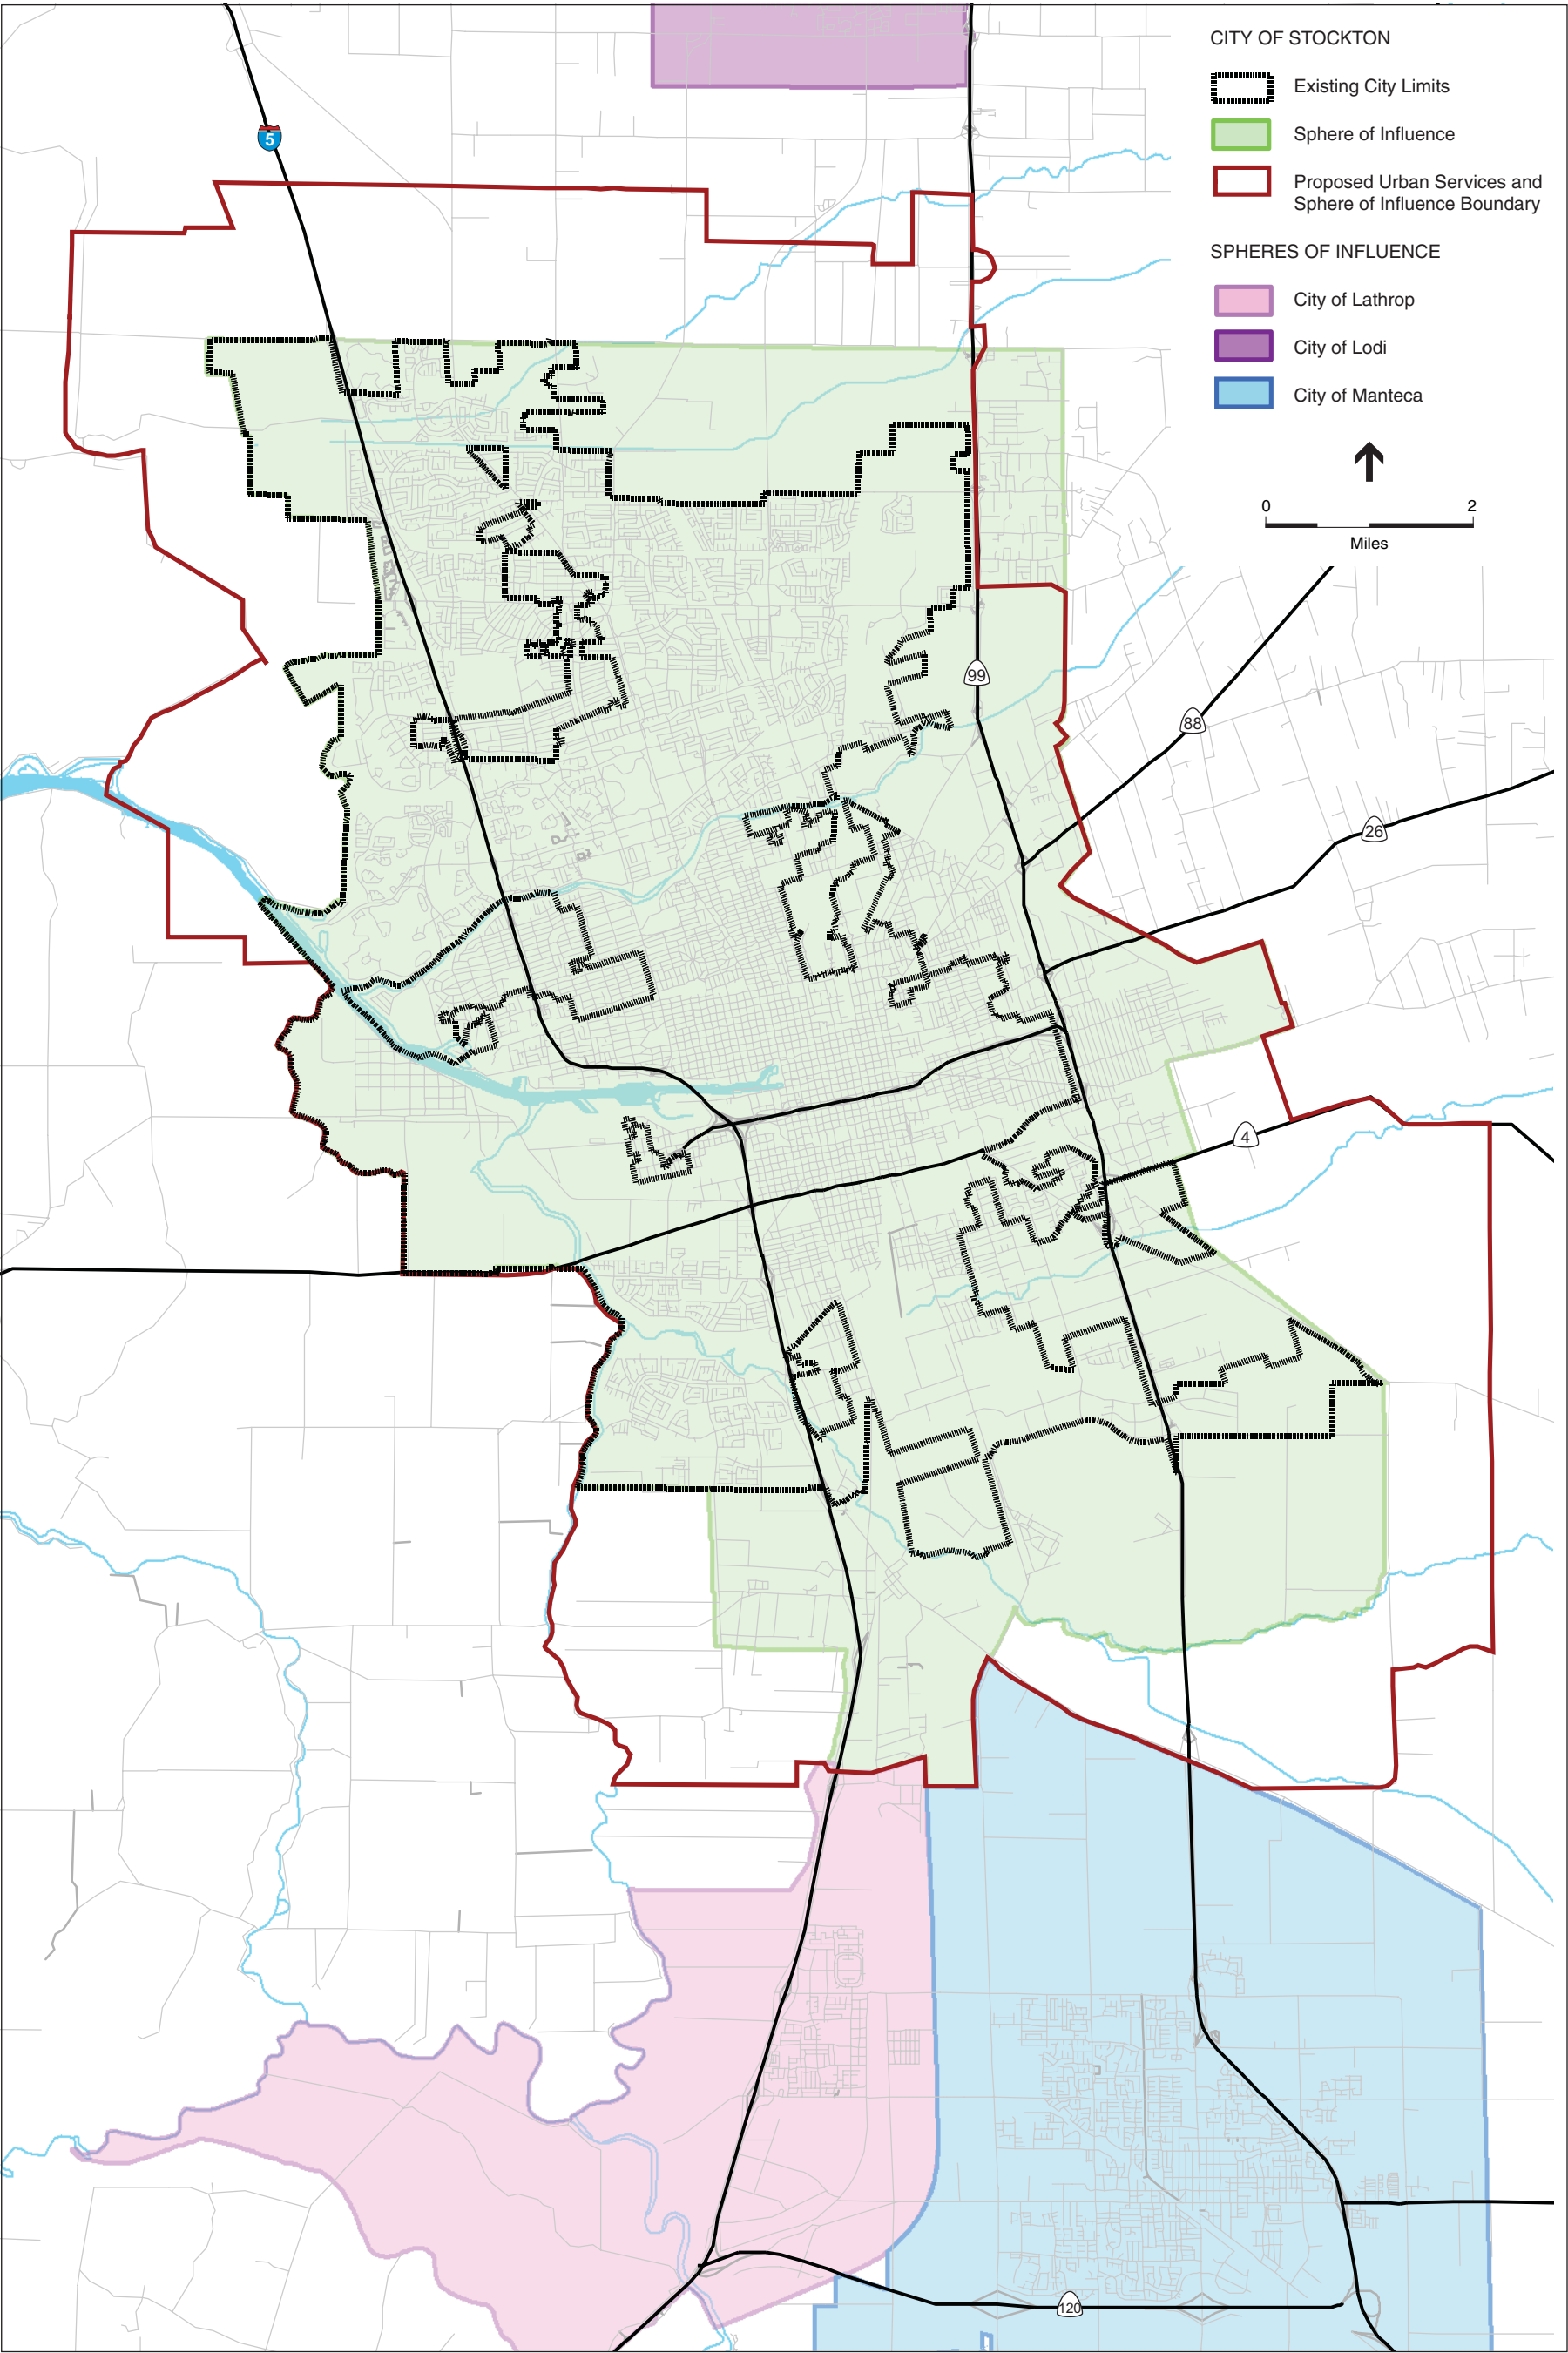 CITY OF STOCKTON
Existing City Limits
Sphere of Influence
Proposed Urban Services and
Sphere of Influence Boundary
SPHERES OF INFLUENCE
City of Lathrop
City of Lodi
City of Manteca
0 2
Miles
5
99
88
26
4
120